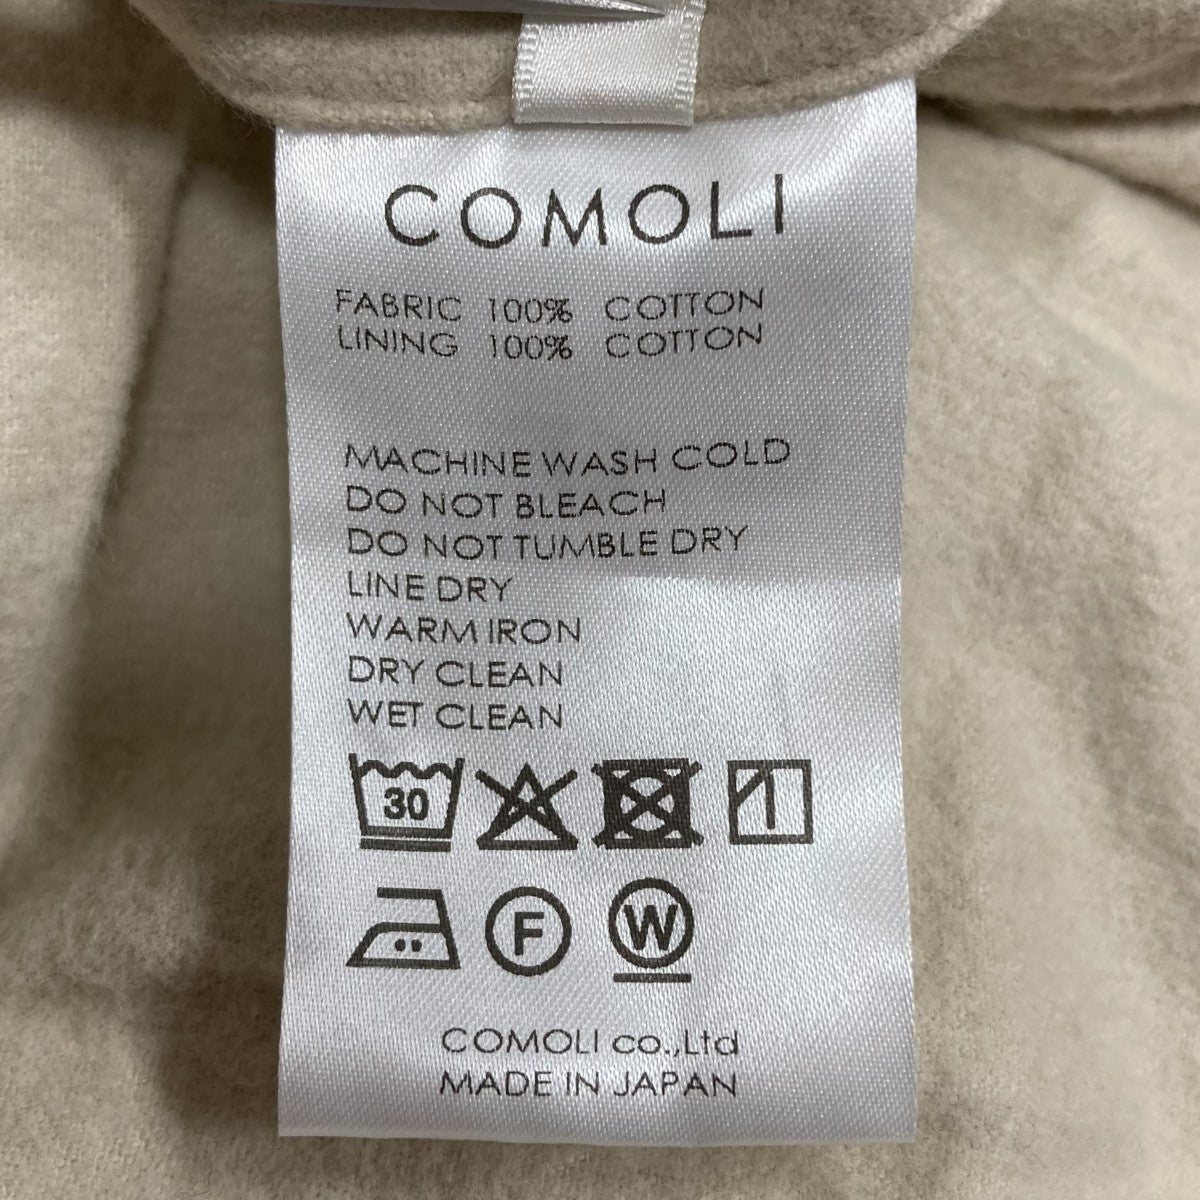 COMOLI
FABRIC 100% COTTON
LINING 100% COTTON
MACHINE WASH COLD
DO NOT BLEACH
DO NOT TUMBLE DRY
LINE DRY
WARM IRON
DRY CLEAN
WET CLEAN
30
F W
COMOLI co.,Ltd
MADE IN JAPAN